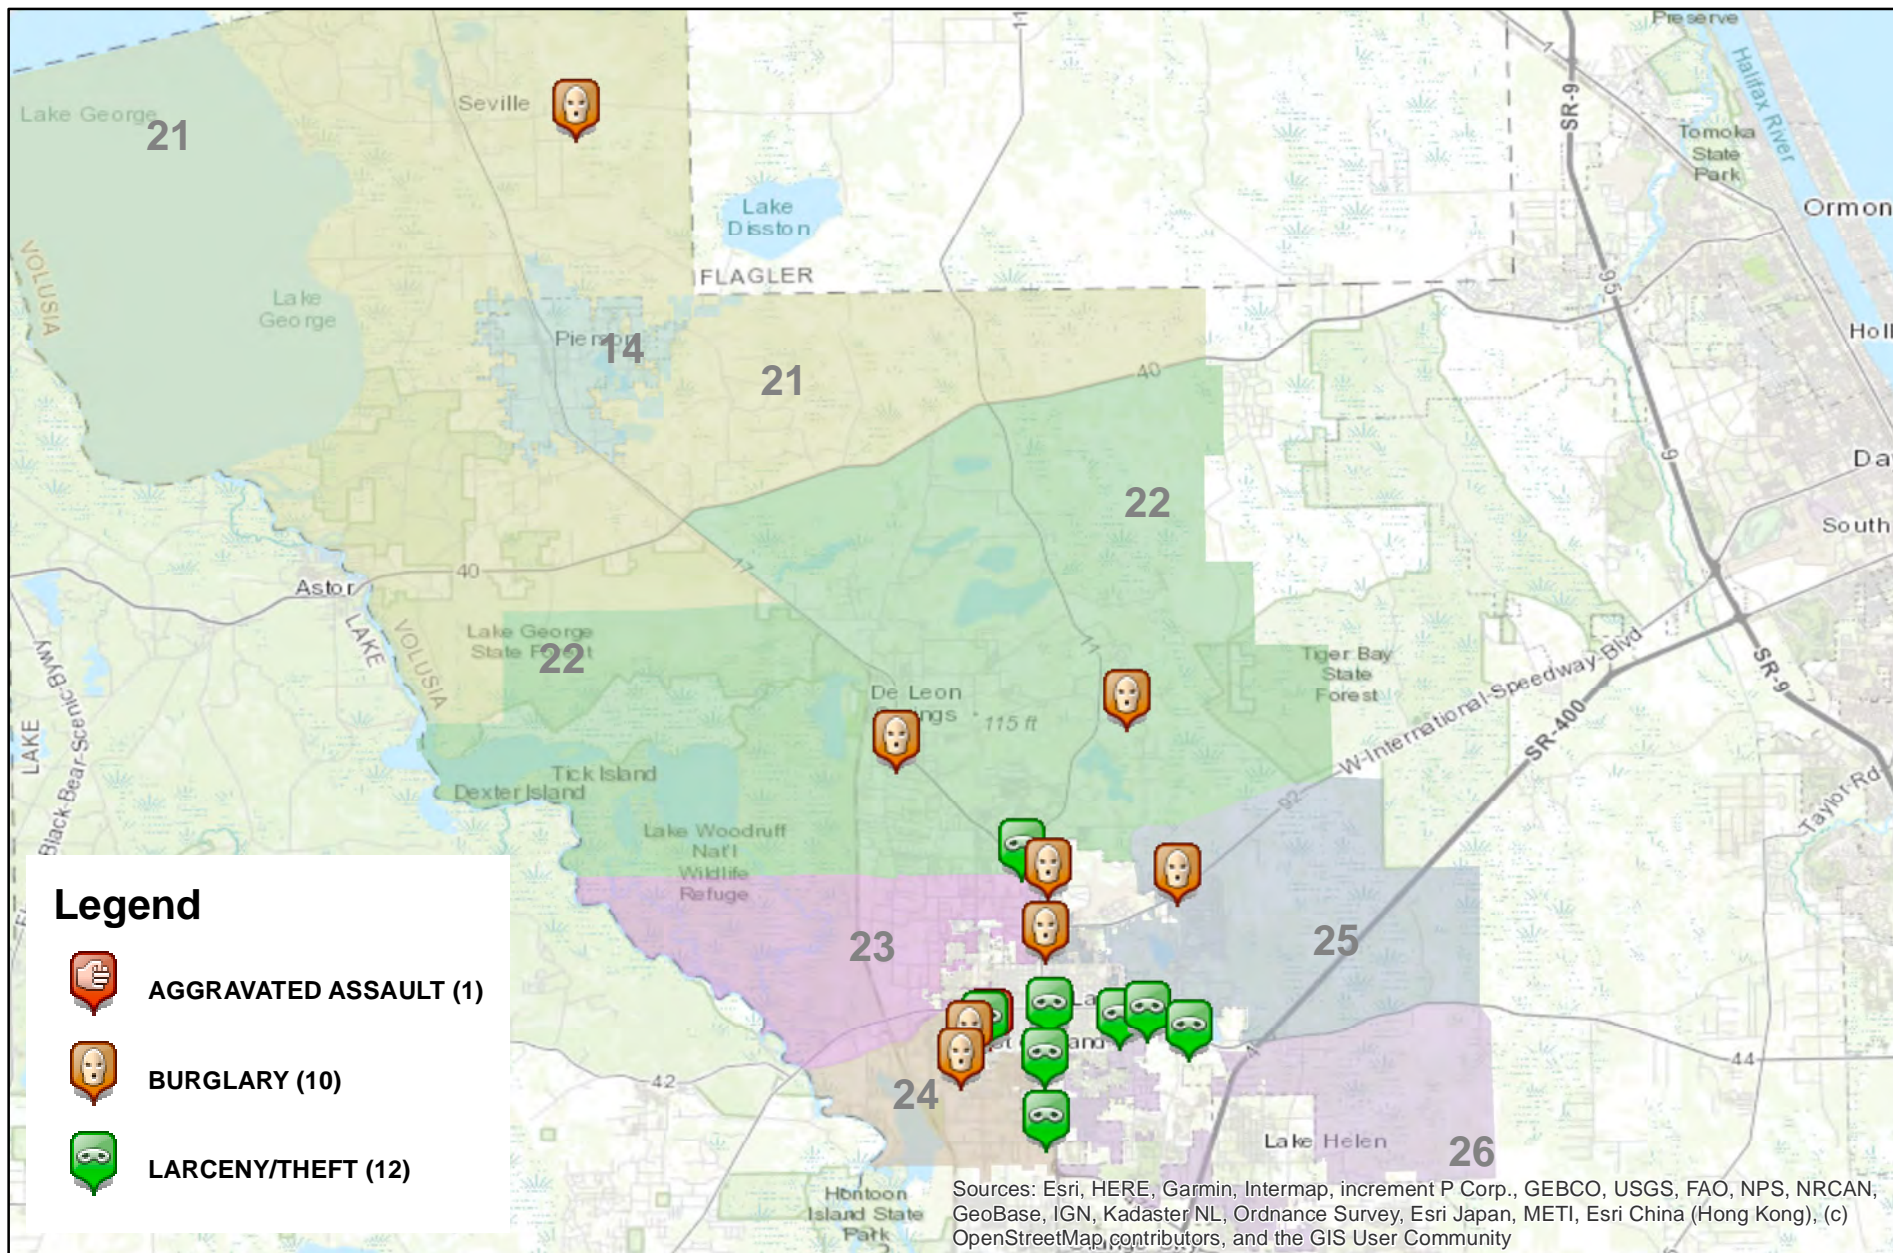 Preserve
1
11
SR-9
Halifax River
Lake George
21
Seville
Tomoka
State
Park
Ormon
Lake
Disston
VOLUSIA
FLAGLER
95
Lake
George
Holl
14
21
40
9
Da
22
South
17
40
Astor
LAKE
VOLUSIA
Lake George
22
11
Tiger Bay
State
Forest
W-International-Speedway-Blvd
SR-9
De Leon
115 ft
SR-400
LAKE
Black-Bear-Scenic-Bywy
Tick Island
Dexter Island
92
Taylor-Rd
Lake Woodruff
Nat'l
Wildlife
Refuge
Legend
23
25
AGGRAVATED ASSAULT (1)
4
44
42
BURGLARY (10)
24
Lake Helen
26
LARCENY/THEFT (12)
Hontoon
Island State
Park
Sources: Esri, HERE, Garmin, Intermap, increment P Corp., GEBCO, USGS, FAO, NPS, NRCAN,
GeoBase, IGN, Kadaster NL, Ordnance Survey, Esri Japan, METI, Esri China (Hong Kong), (c)
OpenStreetMap contributors, and the GIS User Community